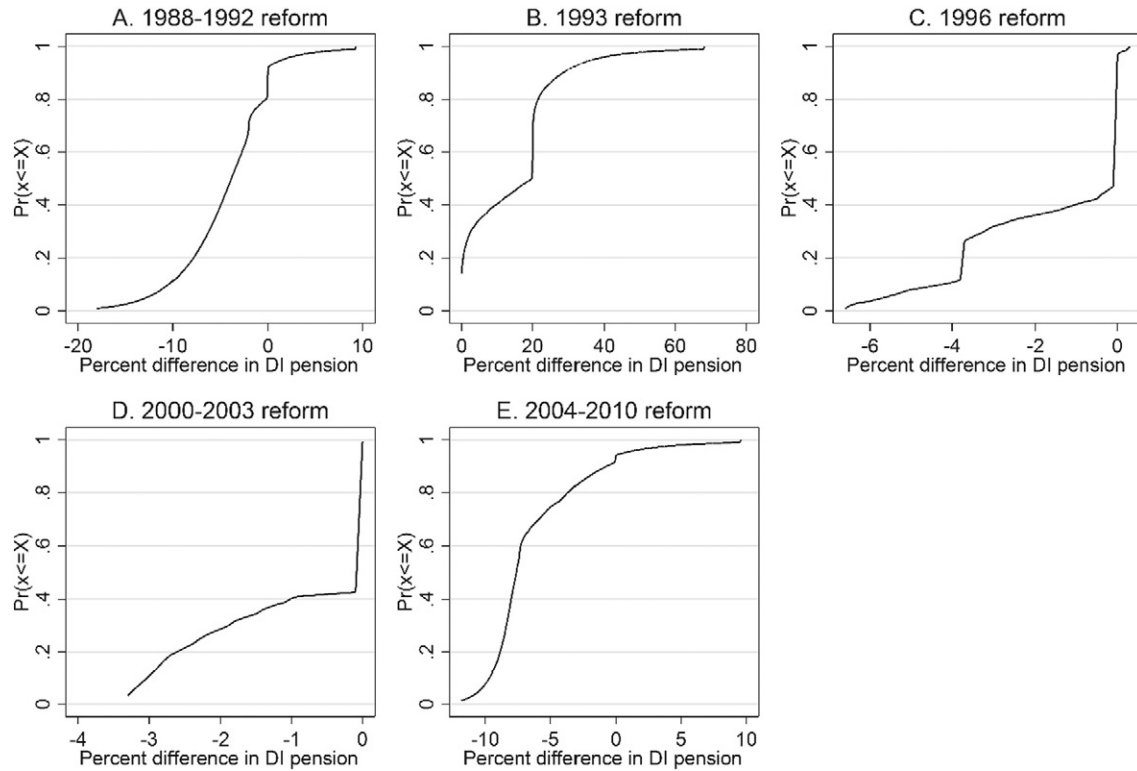 A. 1988-1992 reform
Pr(x<=X)
0 .2 .4 .6 .8 1
-20 -10 0 10
Percent difference in DI pension
B. 1993 reform
Pr(x<=X)
0 .2 .4 .6 .8 1
0 20 40 60 80
Percent difference in DI pension
C. 1996 reform
Pr(x<=X)
0 .2 .4 .6 .8 1
-6 -4 -2 0
Percent difference in DI pension
D. 2000-2003 reform
Pr(x<=X)
0 .2 .4 .6 .8 1
-4 -3 -2 -1 0
Percent difference in DI pension
E. 2004-2010 reform
Pr(x<=X)
0 .2 .4 .6 .8 1
-10 -5 0 5 10
Percent difference in DI pension